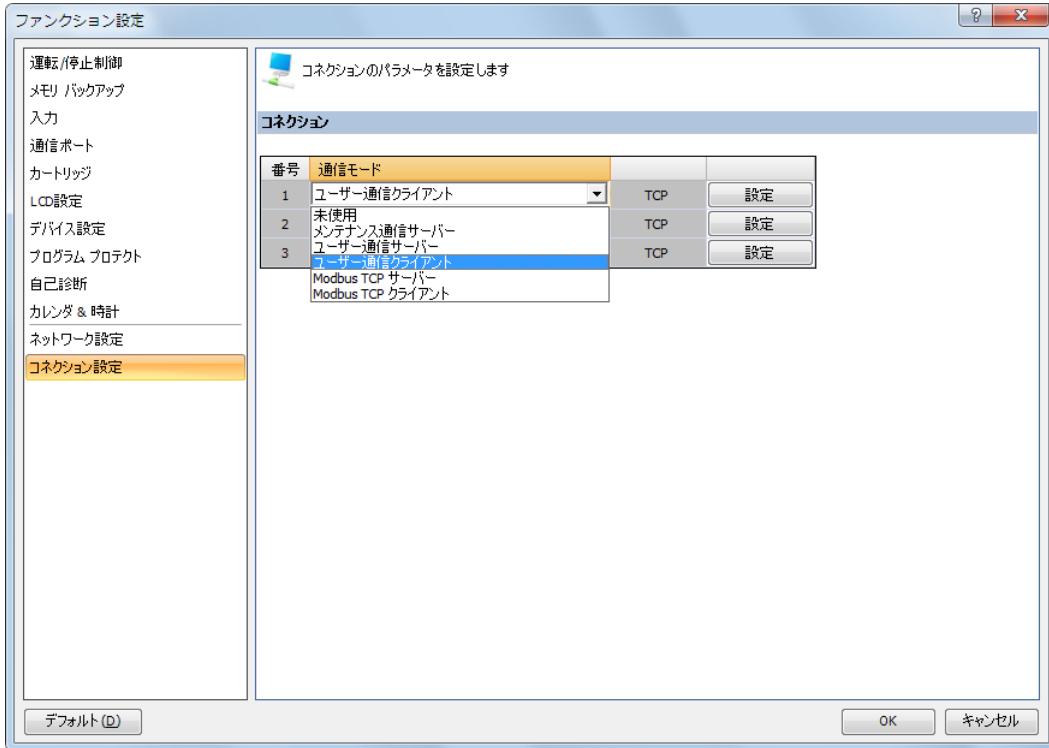 ファンクション設定
運転/停止制御
メモリ バックアップ
入力
通信ポート
カートリッジ
LCD設定
デバイス設定
プログラム プロテクト
自己診断
カレンダ & 時計
ネットワーク設定
コネクション設定
コネクションのパラメータを設定します
コネクション
番号 通信モード
1 ユーザー通信クライアント TCP 設定
2 TCP 設定
3 TCP 設定
未使用
メンテナンス通信サーバー
ユーザー通信サーバー
ユーザー通信クライアント
Modbus TCP サーバー
Modbus TCP クライアント
デフォルト(D)
OK
キャンセル